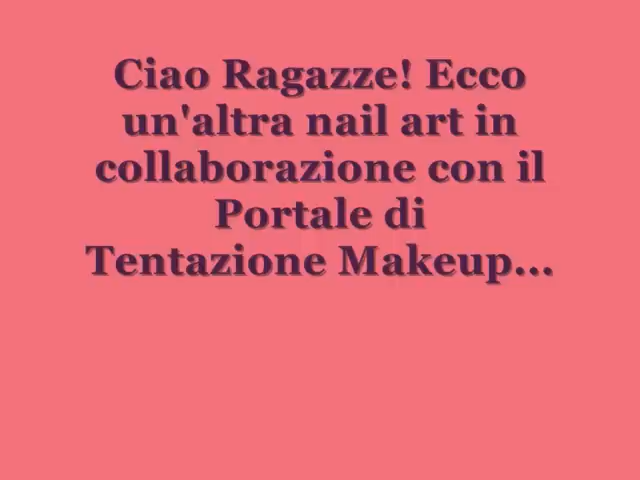 Ciao Ragazze! Ecco
un'altra nail art in
collaborazione con il
Portale di
Tentazione Makeup...